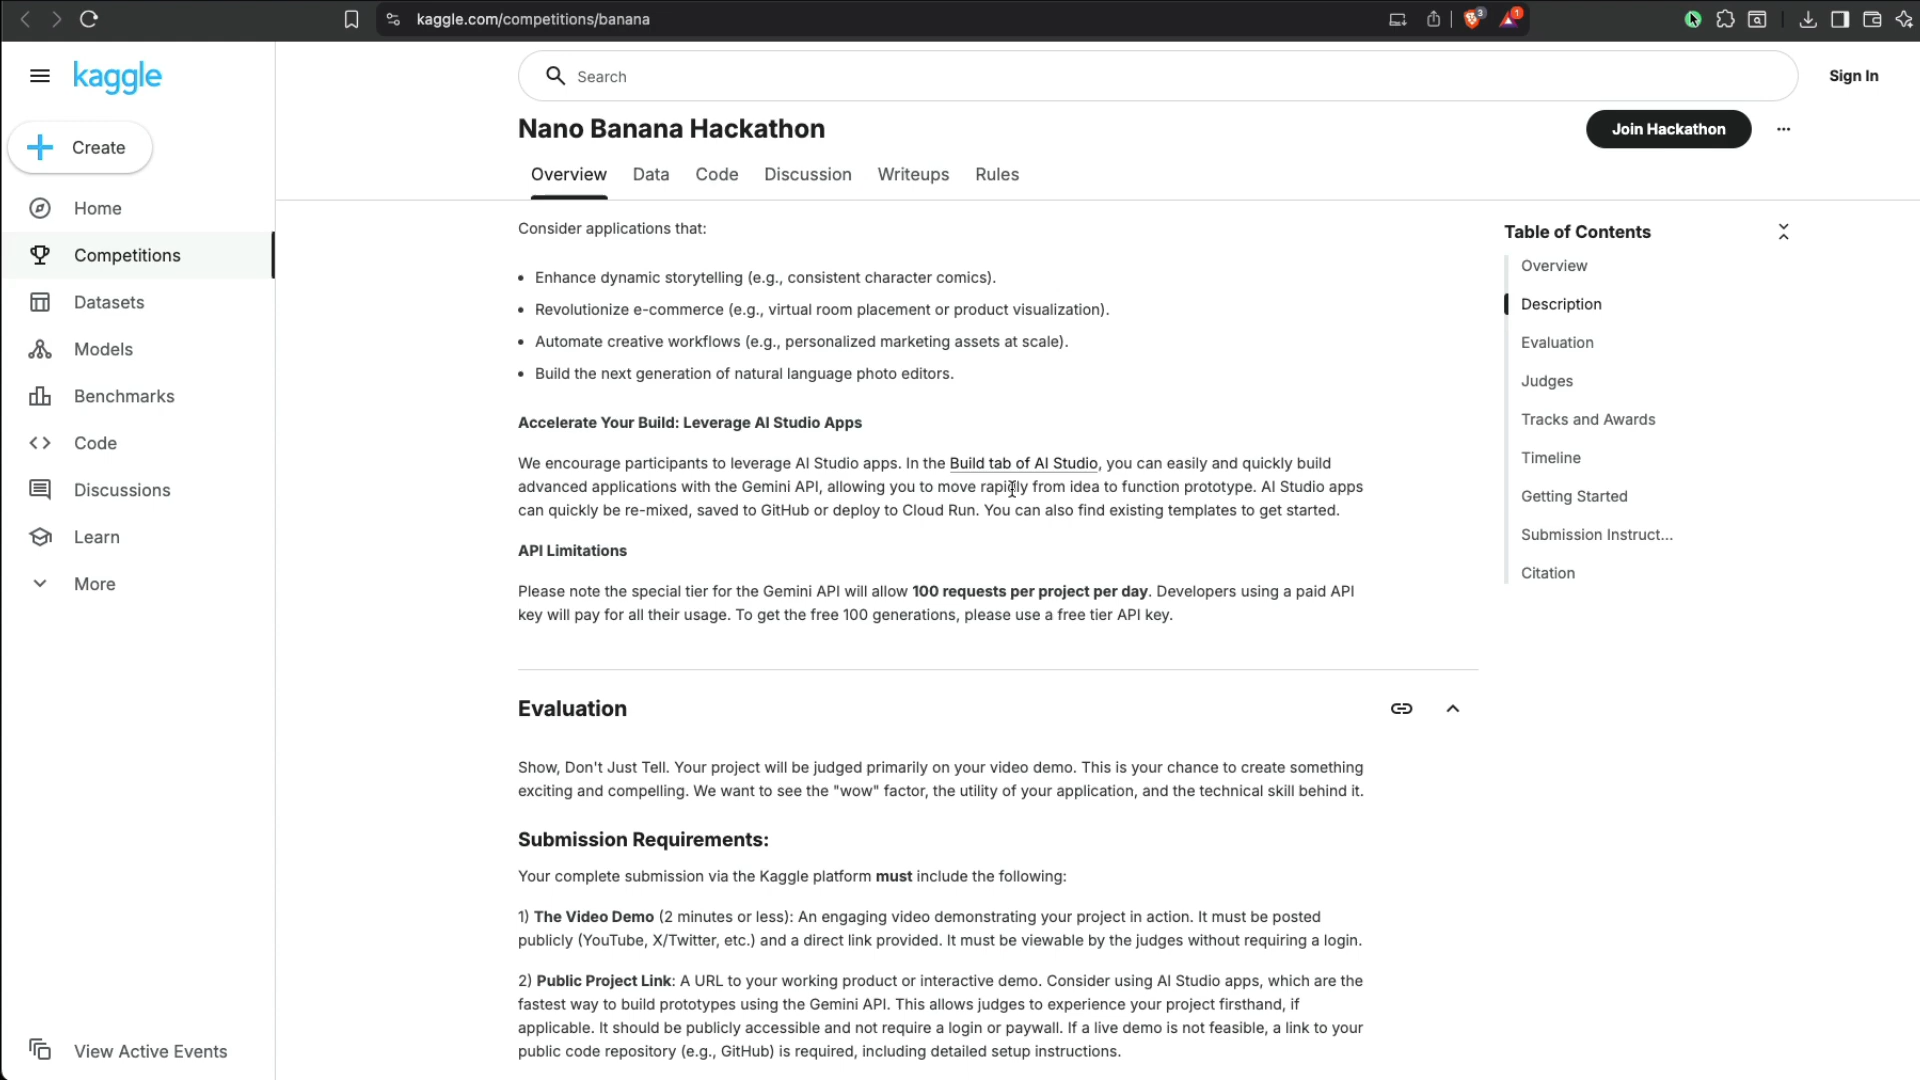 kaggle.com/competitions/banana
3
1
kaggle
Search
Sign In
Create
Nano Banana Hackathon
Join Hackathon
Overview
Data
Code
Discussion
Writeups
Rules
Home
Competitions
Datasets
Models
Benchmarks
Code
Discussions
Learn
More
View Active Events
Consider applications that:
• Enhance dynamic storytelling (e.g., consistent character comics).
• Revolutionize e-commerce (e.g., virtual room placement or product visualization).
• Automate creative workflows (e.g., personalized marketing assets at scale).
• Build the next generation of natural language photo editors.
Accelerate Your Build: Leverage AI Studio Apps
We encourage participants to leverage AI Studio apps. In the Build tab of AI Studio, you can easily and quickly build
advanced applications with the Gemini API, allowing you to move rapidly from idea to function prototype. AI Studio apps
can quickly be re-mixed, saved to GitHub or deploy to Cloud Run. You can also find existing templates to get started.
API Limitations
Please note the special tier for the Gemini API will allow 100 requests per project per day. Developers using a paid API
key will pay for all their usage. To get the free 100 generations, please use a free tier API key.
Evaluation
Show, Don't Just Tell. Your project will be judged primarily on your video demo. This is your chance to create something
exciting and compelling. We want to see the "wow" factor, the utility of your application, and the technical skill behind it.
Submission Requirements:
Your complete submission via the Kaggle platform must include the following:
1) The Video Demo (2 minutes or less): An engaging video demonstrating your project in action. It must be posted
publicly (YouTube, X/Twitter, etc.) and a direct link provided. It must be viewable by the judges without requiring a login.
2) Public Project Link: A URL to your working product or interactive demo. Consider using AI Studio apps, which are the
fastest way to build prototypes using the Gemini API. This allows judges to experience your project firsthand, if
applicable. It should be publicly accessible and not require a login or paywall. If a live demo is not feasible, a link to your
public code repository (e.g., GitHub) is required, including detailed setup instructions.
Table of Contents
Overview
Description
Evaluation
Judges
Tracks and Awards
Timeline
Getting Started
Submission Instruct...
Citation